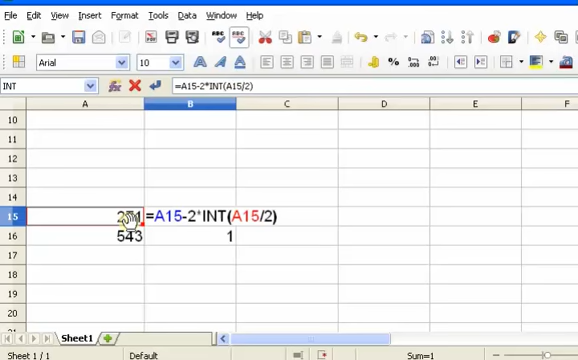 File Edit View Insert Format Tools Data Window Help
Arial 10
INT =A15-2*INT(A15/2)
A B C D E F
10
11
12
13
14
15 =A15-2*INT(A15/2)
16 543 1
17
18
19
20
Sheet1
Sheet 1 / 1 Default Sum=1